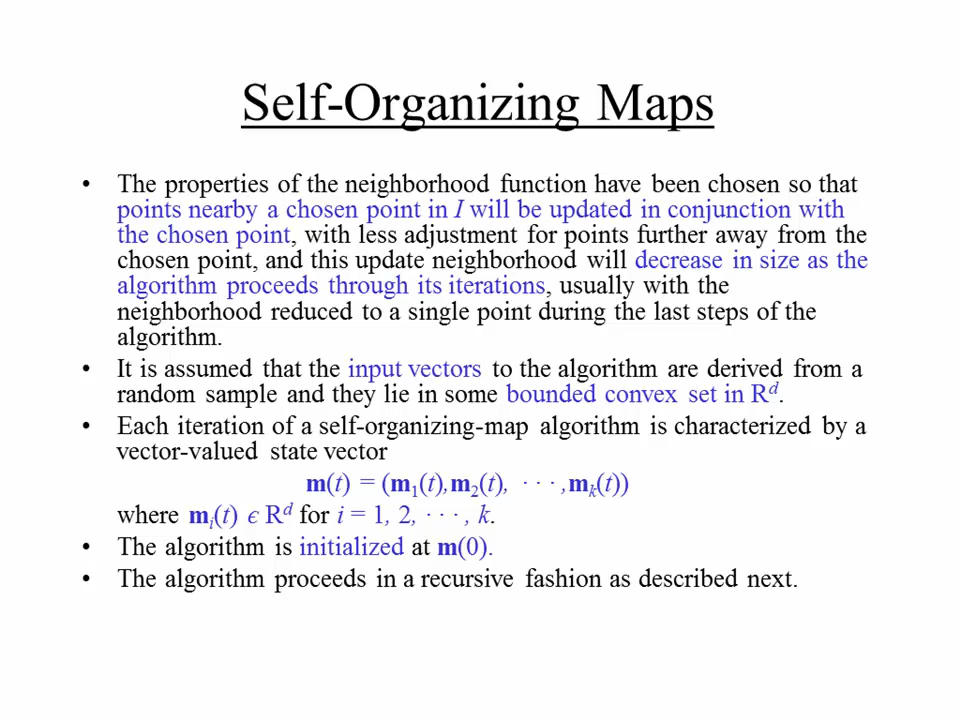 Self-Organizing Maps
• The properties of the neighborhood function have been chosen so that
points nearby a chosen point in I will be updated in conjunction with
the chosen point, with less adjustment for points further away from the
chosen point, and this update neighborhood will decrease in size as the
algorithm proceeds through its iterations, usually with the
neighborhood reduced to a single point during the last steps of the
algorithm.
• It is assumed that the input vectors to the algorithm are derived from a
random sample and they lie in some bounded convex set in R^d.
• Each iteration of a self-organizing-map algorithm is characterized by a
vector-valued state vector
m(t) = (m₁(t),m₂(t), · · · ,mₖ(t))
where mᵢ(t) ϵ R^d for i = 1, 2, · · · , k.
• The algorithm is initialized at m(0).
• The algorithm proceeds in a recursive fashion as described next.